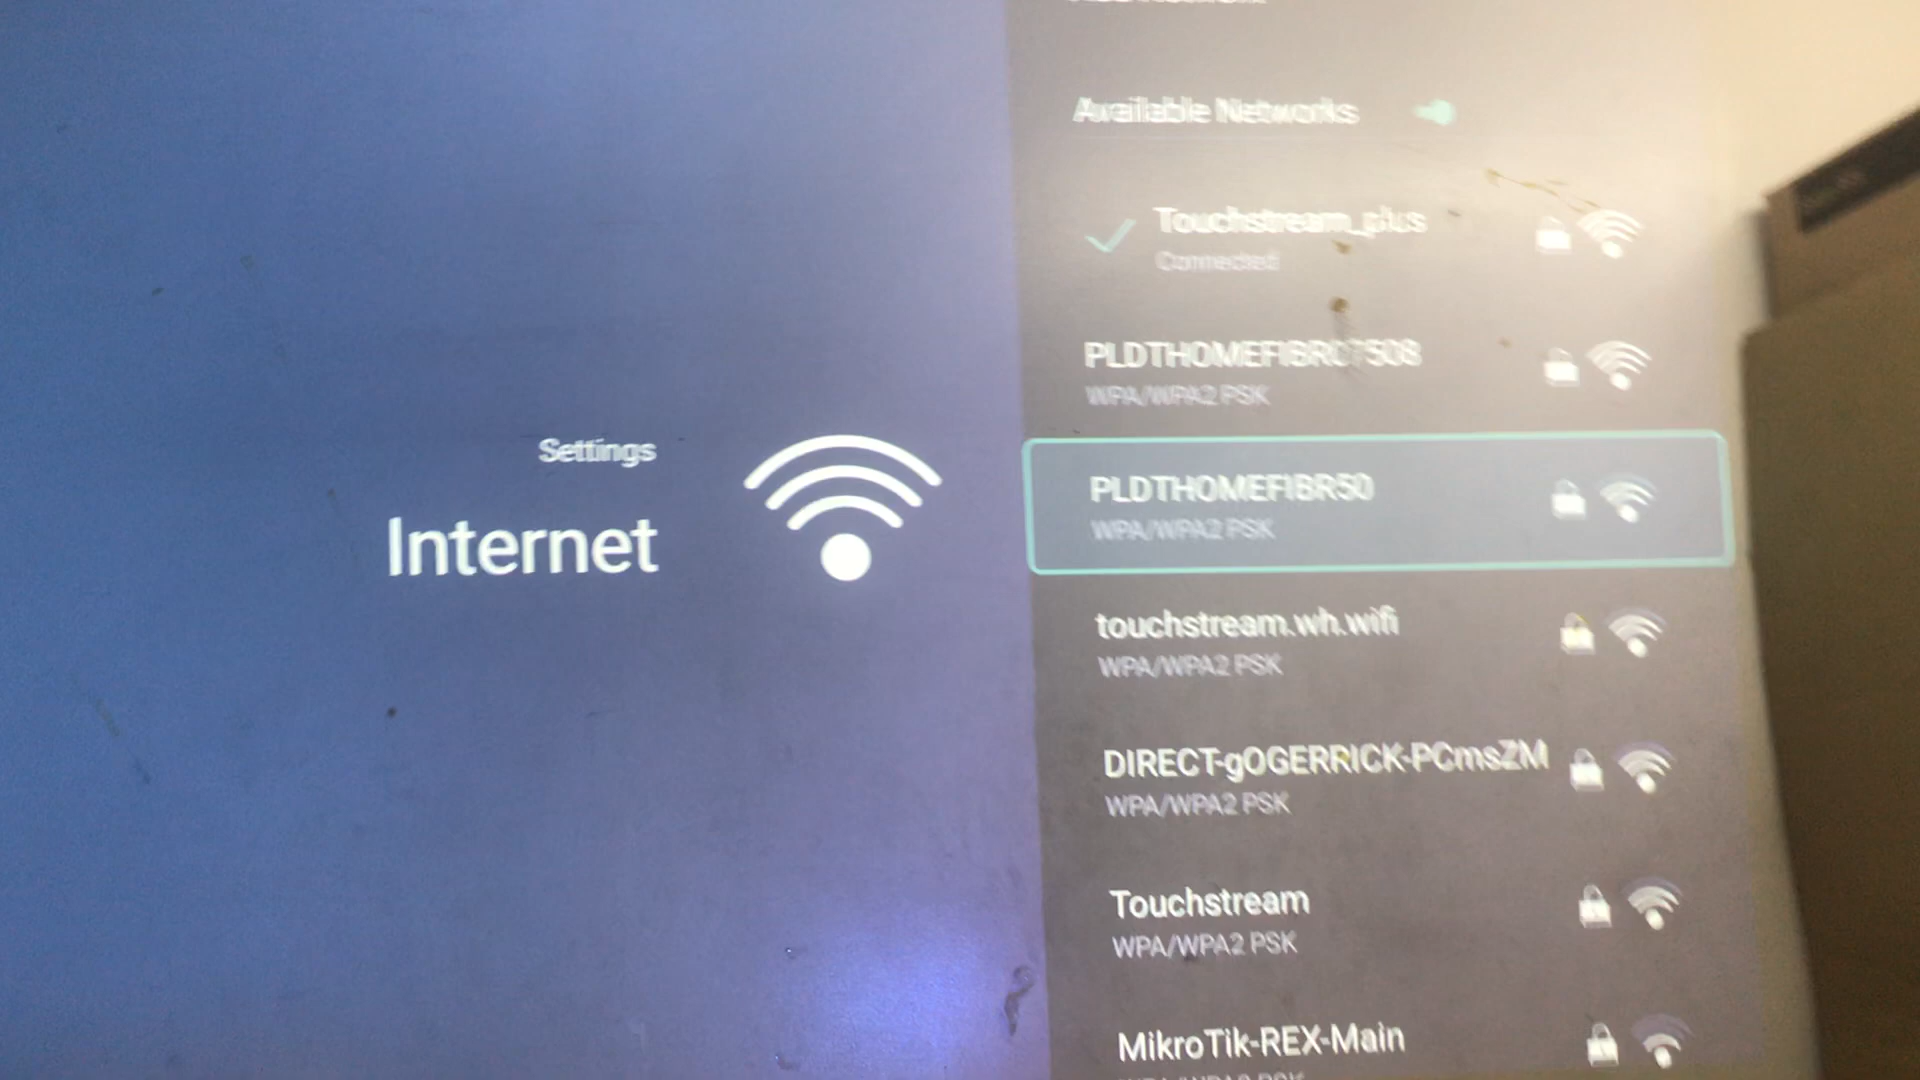 Settings
Internet
Available Networks
Touchstream_plus
Connected
WPA/WPA2 PSK
PLDTHOMEFIBR50
WPA/WPA2 PSK
touchstream.wh.wifi
WPA/WPA2 PSK
DIRECT-gOGERRICK-PCmsZM
WPA/WPA2 PSK
Touchstream
WPA/WPA2 PSK
MikroTik-REX-Main